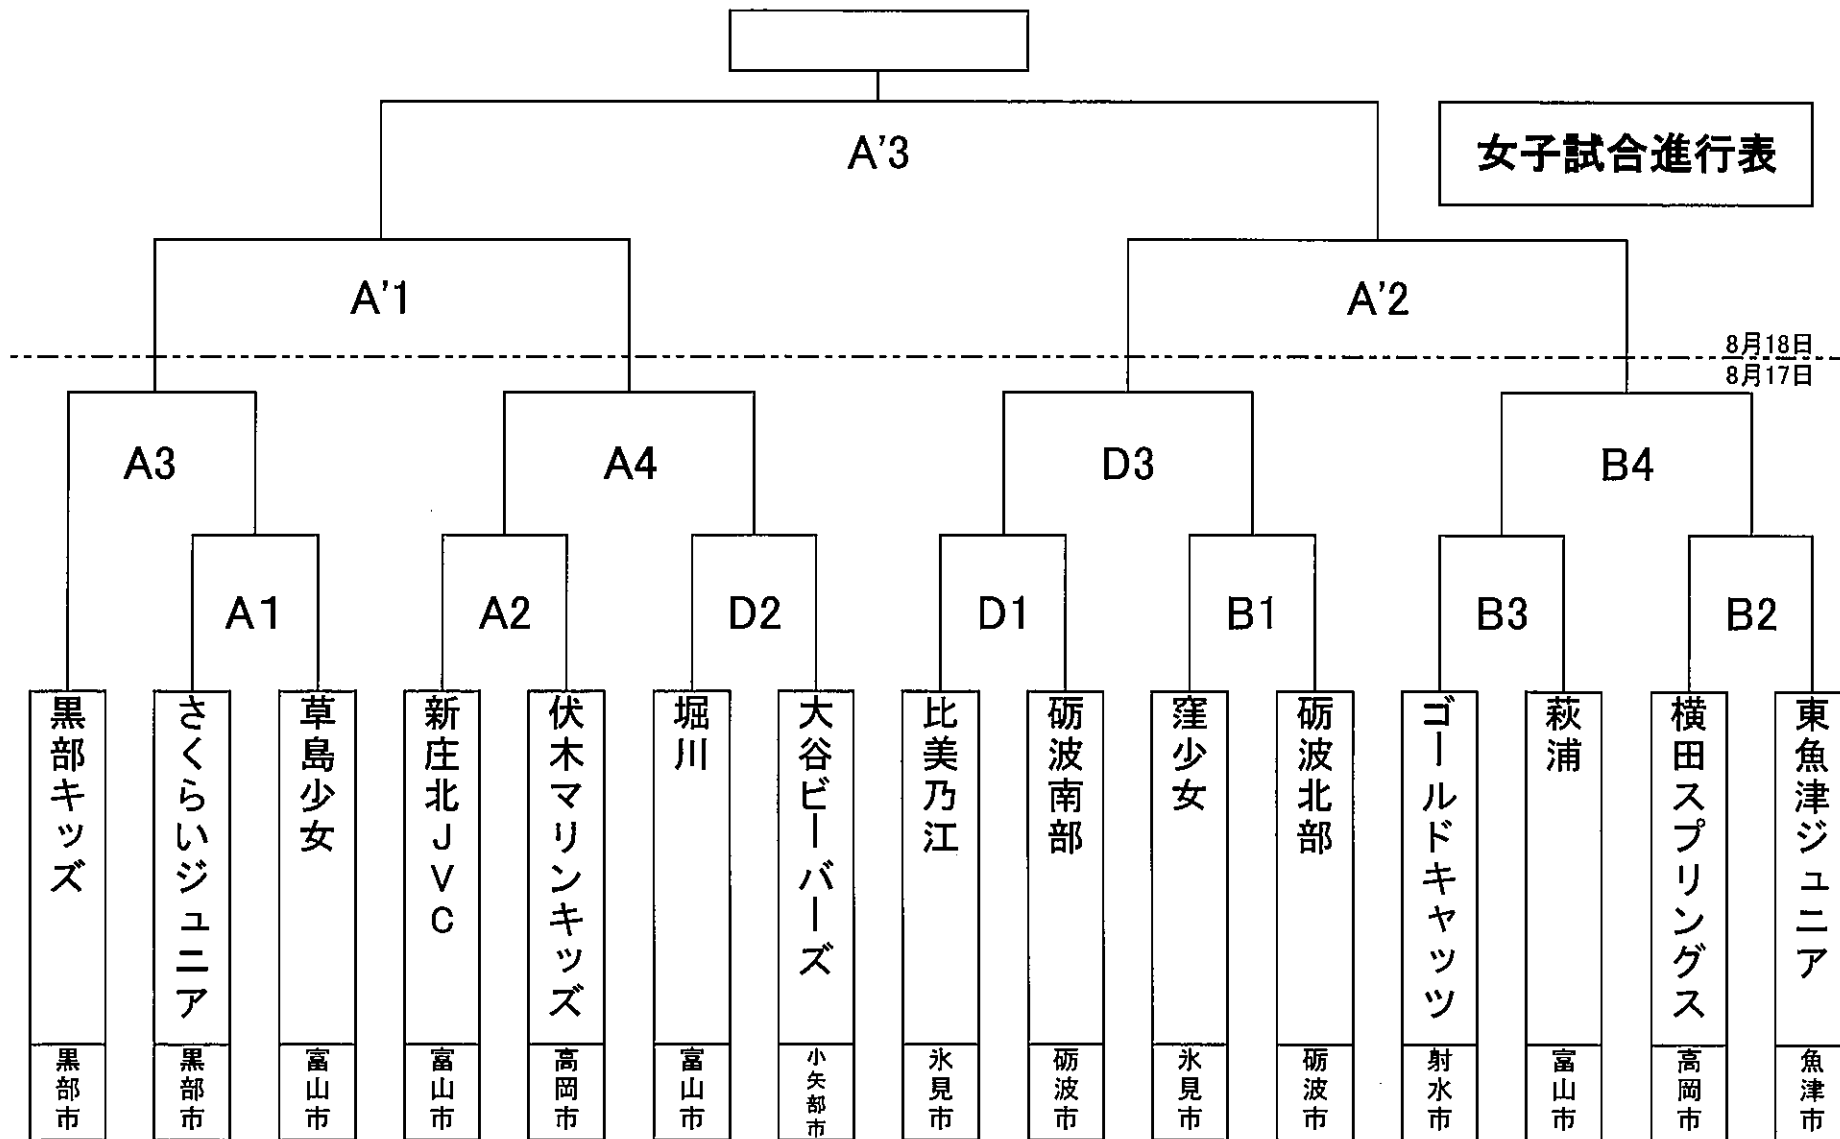 女子試合進行表
A'3
A'1
A'2
8月18日
8月17日
A3
A4
D3
B4
A1
A2
D2
D1
B1
B3
B2
黒部キッズ
さくらいジュニア
草島少女
新庄北JVC
伏木マリンキッズ
堀川
大谷ビーバーズ
比美乃江
砺波南部
窪少女
砺波北部
ゴールドキャッツ
萩浦
横田スプリングス
東魚津ジュニア
黒部市
黒部市
富山市
富山市
高岡市
富山市
小矢部市
氷見市
砺波市
氷見市
砺波市
射水市
富山市
高岡市
魚津市